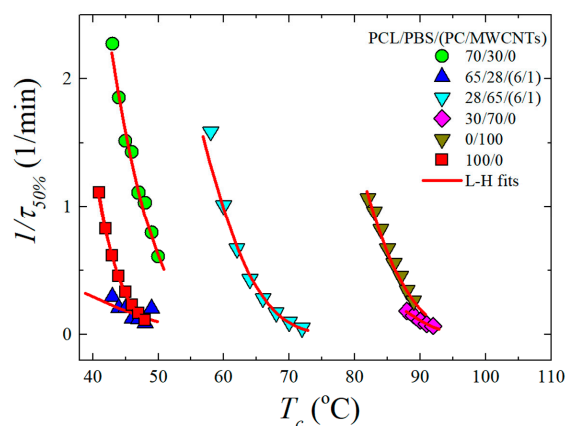 PCL/PBS/(PC/MWCNTs)
70/30/0
65/28/(6/1)
28/65/(6/1)
30/70/0
0/100
100/0
L-H fits
1/τ50% (1/min)
2
1
0
40 50 60 70 80 90 100 110
Tc (°C)